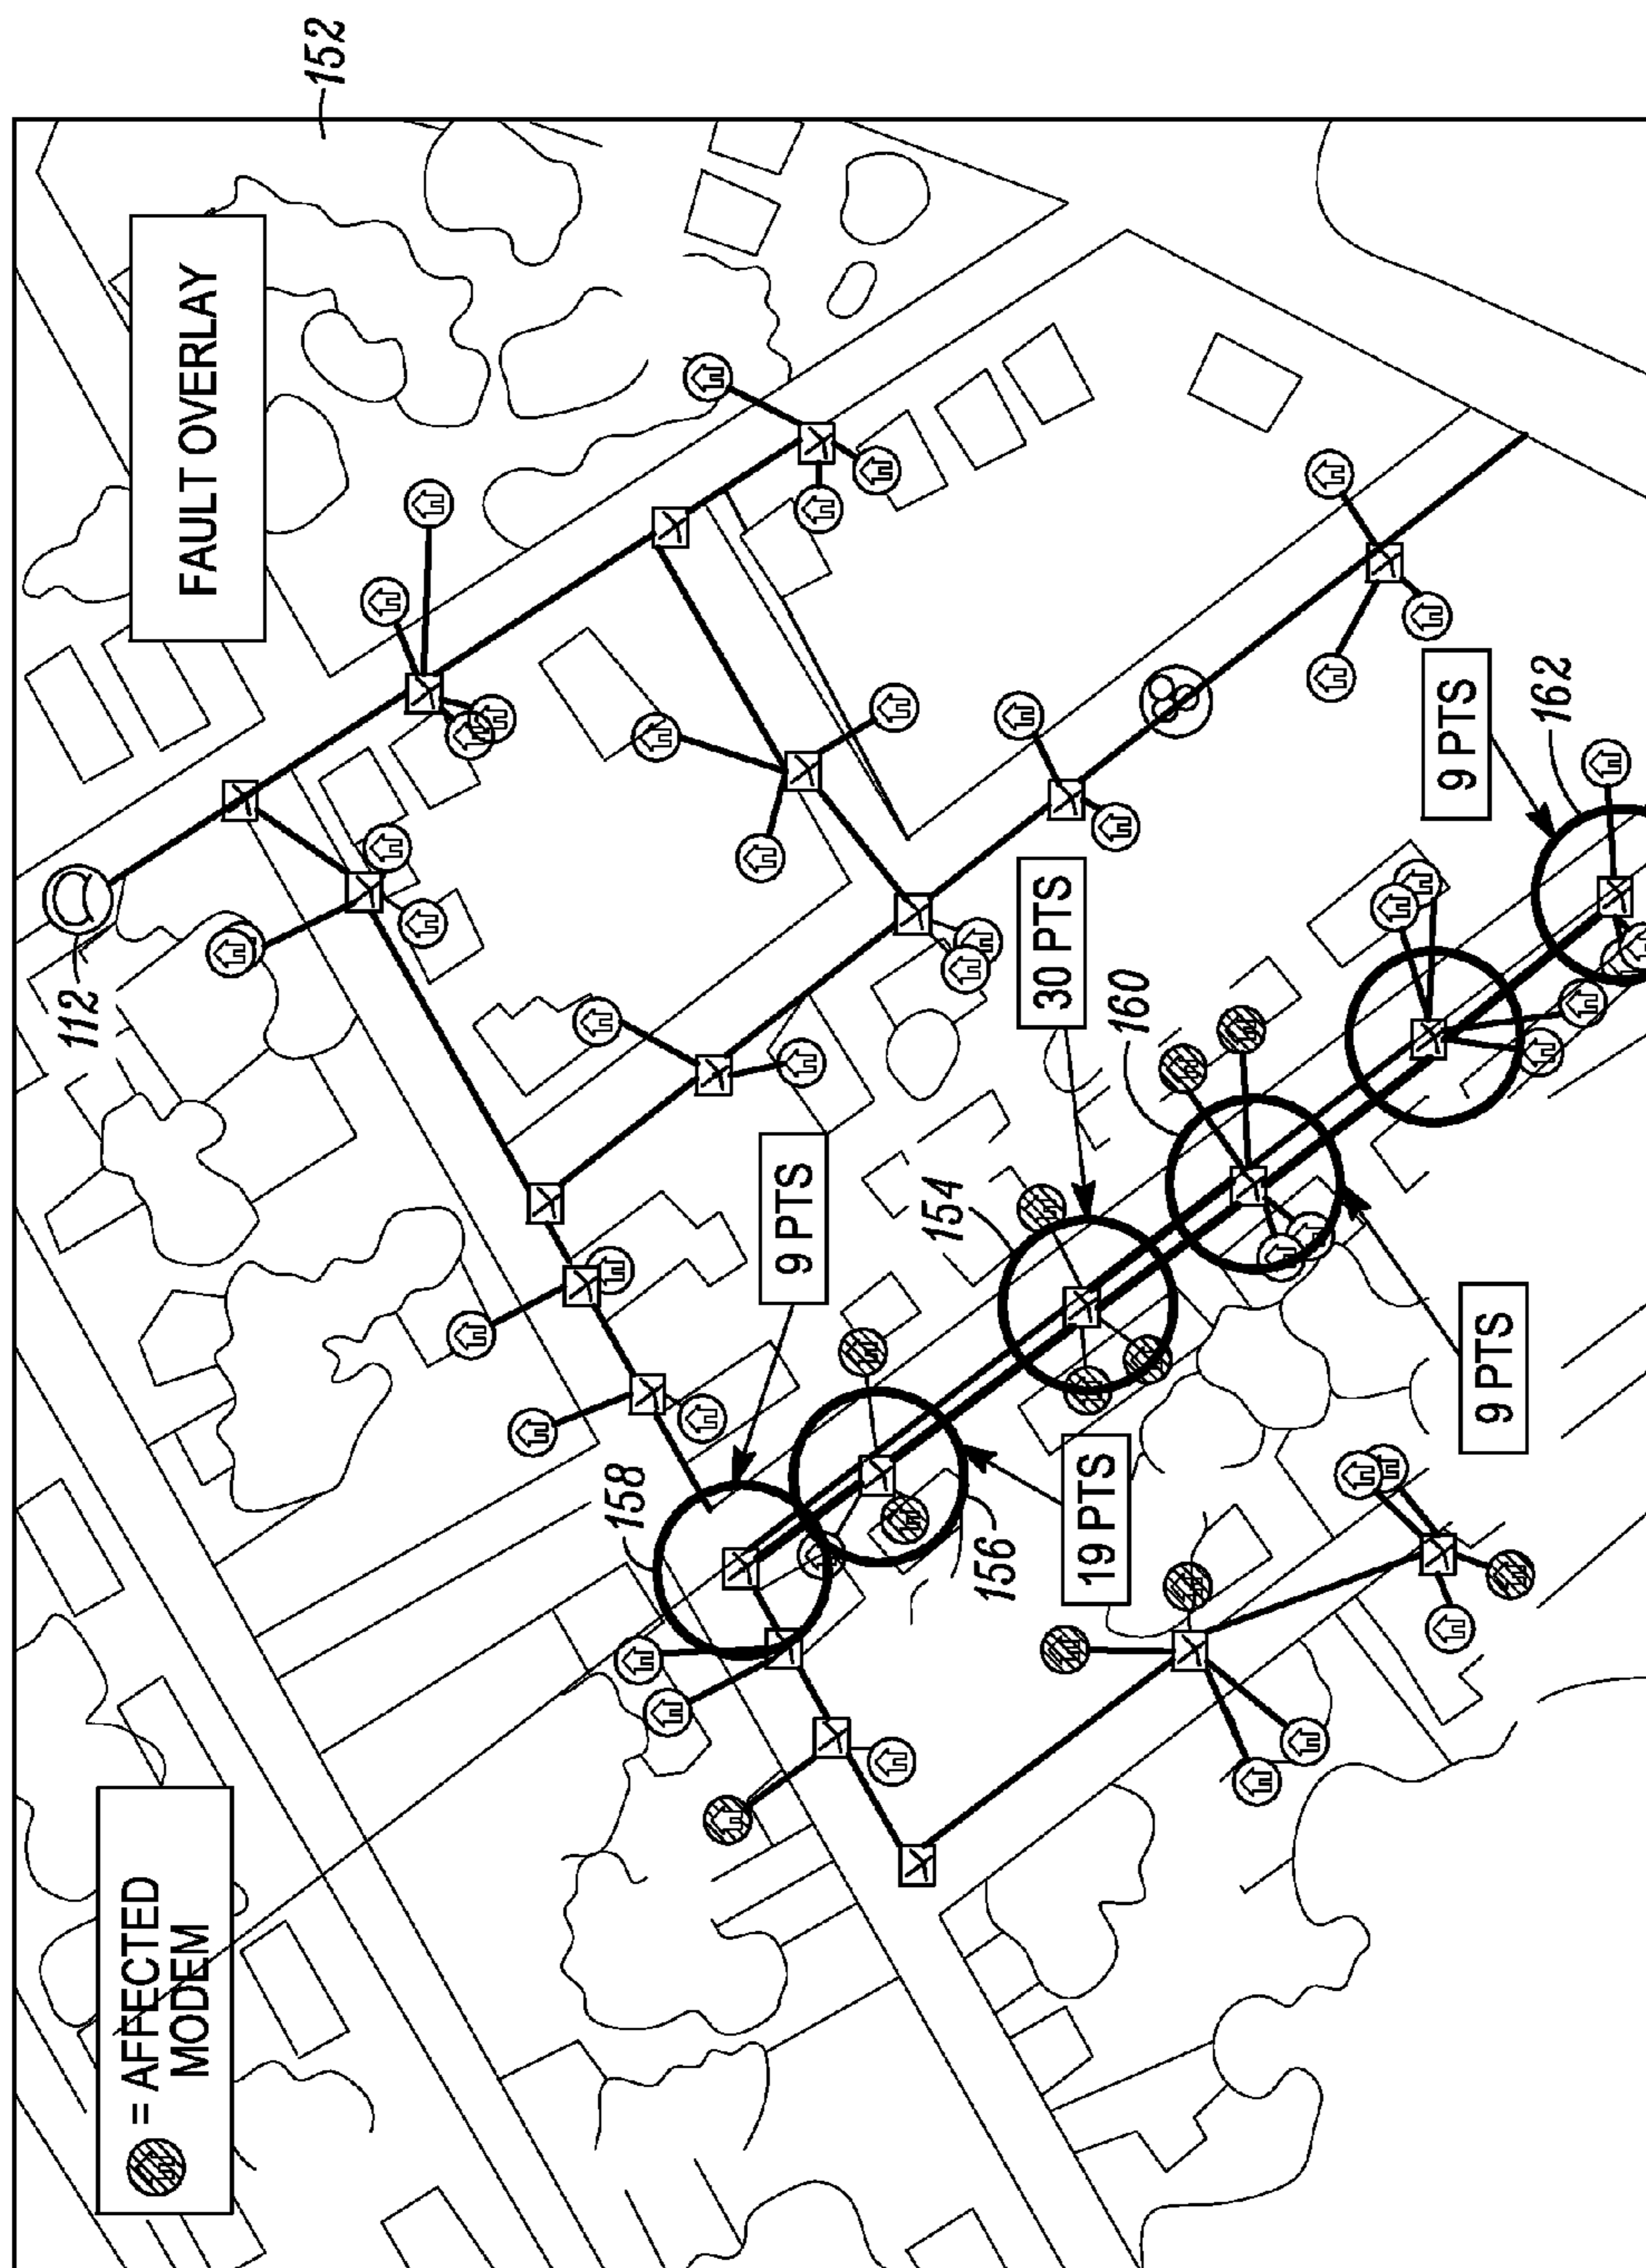 = AFFECTED
MODEM
FAULT OVERLAY
152
112
158
9 PTS
154
30 PTS
160
9 PTS
162
156
19 PTS
9 PTS